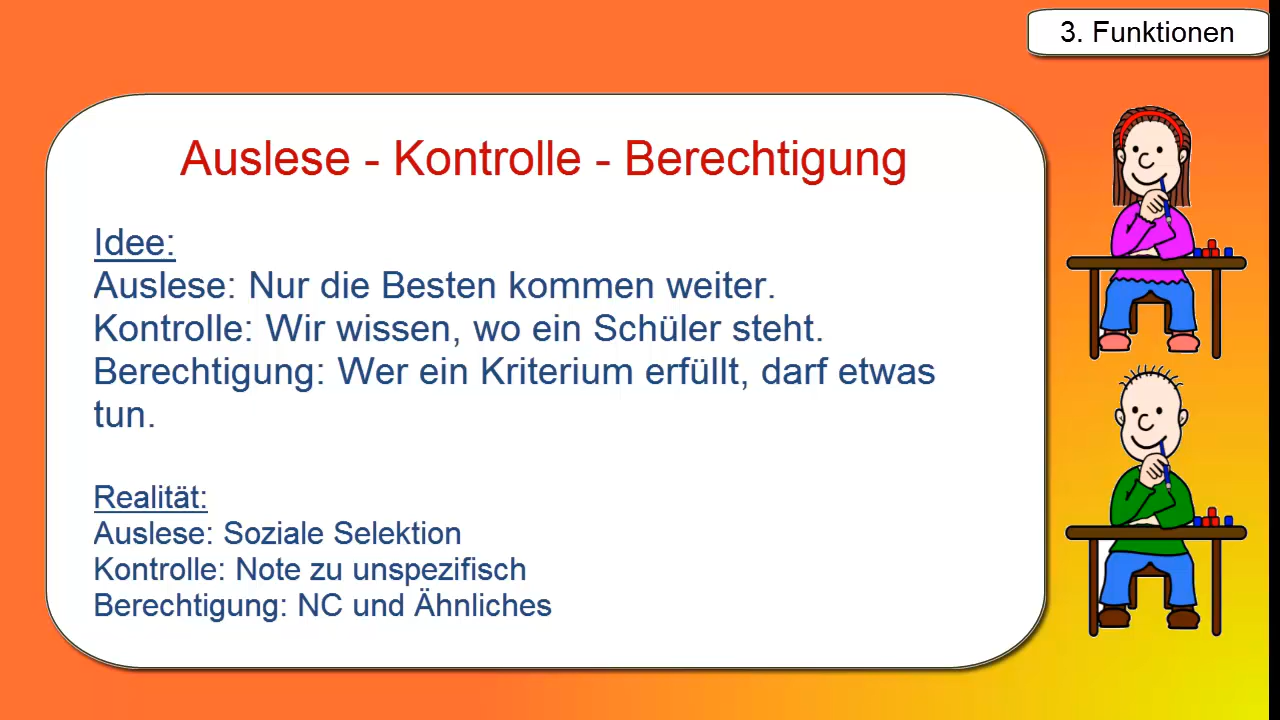 3. Funktionen
Auslese - Kontrolle - Berechtigung
Idee:
Auslese: Nur die Besten kommen weiter.
Kontrolle: Wir wissen, wo ein Schüler steht.
Berechtigung: Wer ein Kriterium erfüllt, darf etwas
tun.
Realität:
Auslese: Soziale Selektion
Kontrolle: Note zu unspezifisch
Berechtigung: NC und Ähnliches